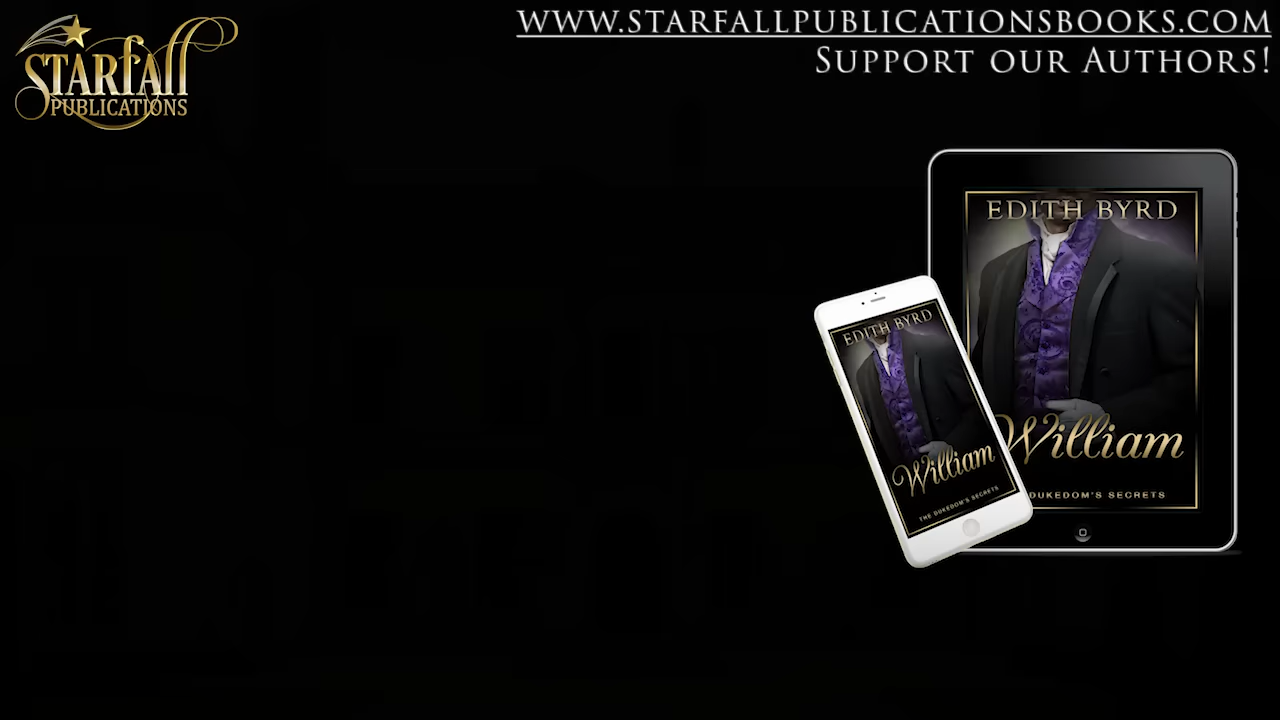 STARfall
PUBLICATIONS
WWW.STARFALLPUBLICATIONSBOOKS.COM
SUPPORT OUR AUTHORS!
EDITH BYRD
William
DUKEDOM'S SECRETS
EDITH BYRD
William
THE DUKEDOM'S SECRETS